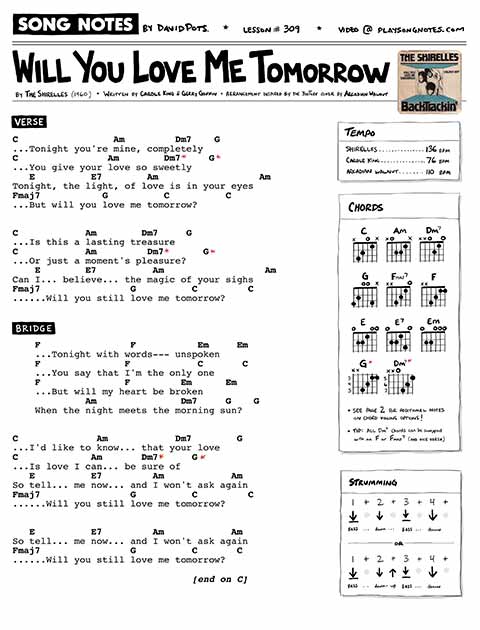 SONG NOTES BY DAVID POTS. * LESSON # 309 * VIDEO @ PLAYSONGNOTES.COM
WILL YOU LOVE ME TOMORROW
BY THE SHIRELLES (1960) • WRITTEN BY CAROLE KING & GERRY GOFFIN • ARRANGEMENT INSPIRED BY THE COVER BY ARCADIAN WALNUT
THE SHIRELLES
BACKTRACKIN'
VERSE
C Am Dm7 G
...Tonight you're mine, completely
C Am Dm7* G*
...You give your love so sweetly
E E7 Am Am
Tonight, the light, of love is in your eyes
Fmaj7 G C C
...But will you love me tomorrow?
C Am Dm7 G
...Is this a lasting treasure
C Am Dm7* G*
...Or just a moment's pleasure?
E E7 Am Am
Can I... believe... the magic of your sighs
Fmaj7 G C C
......Will you still love me tomorrow?
BRIDGE
F F Em Em
...Tonight with words--- unspoken
F F C C
...You say that I'm the only one
F F Em Em
...But will my heart be broken
Am Dm7 G G
When the night meets the morning sun?
C Am Dm7 G
...I'd like to know... that your love
C Am Dm7* G*
...Is love I can... be sure of
E E7 Am Am
So tell... me now... and I won't ask again
Fmaj7 G C C
......Will you still love me tomorrow?
E E7 Am Am
So tell... me now... and I won't ask again
Fmaj7 G C C
......Will you still love me tomorrow?
[end on C]
TEMPO
SHIRELLES 136 BPM
CAROLE KING 76 BPM
ARCADIAN WALNUT 110 BPM
CHORDS
C Am Dm7
G Fmaj7 F
E E7 Em
G* Dm7*
• SEE PAGE 2 FOR ADDITIONAL NOTES
ON CHORD VOICING OPTIONS!
• TIP: ALL Dm7 CHORDS CAN BE SWAPPED
WITH AN F OR Fmaj7 (AND VICE VERSA)
STRUMMING
1 + 2 + 3 + 4 +
BASS DOWN BASS DOWN
OR
1 + 2 + 3 + 4 +
BASS DOWN UP BASS DOWN